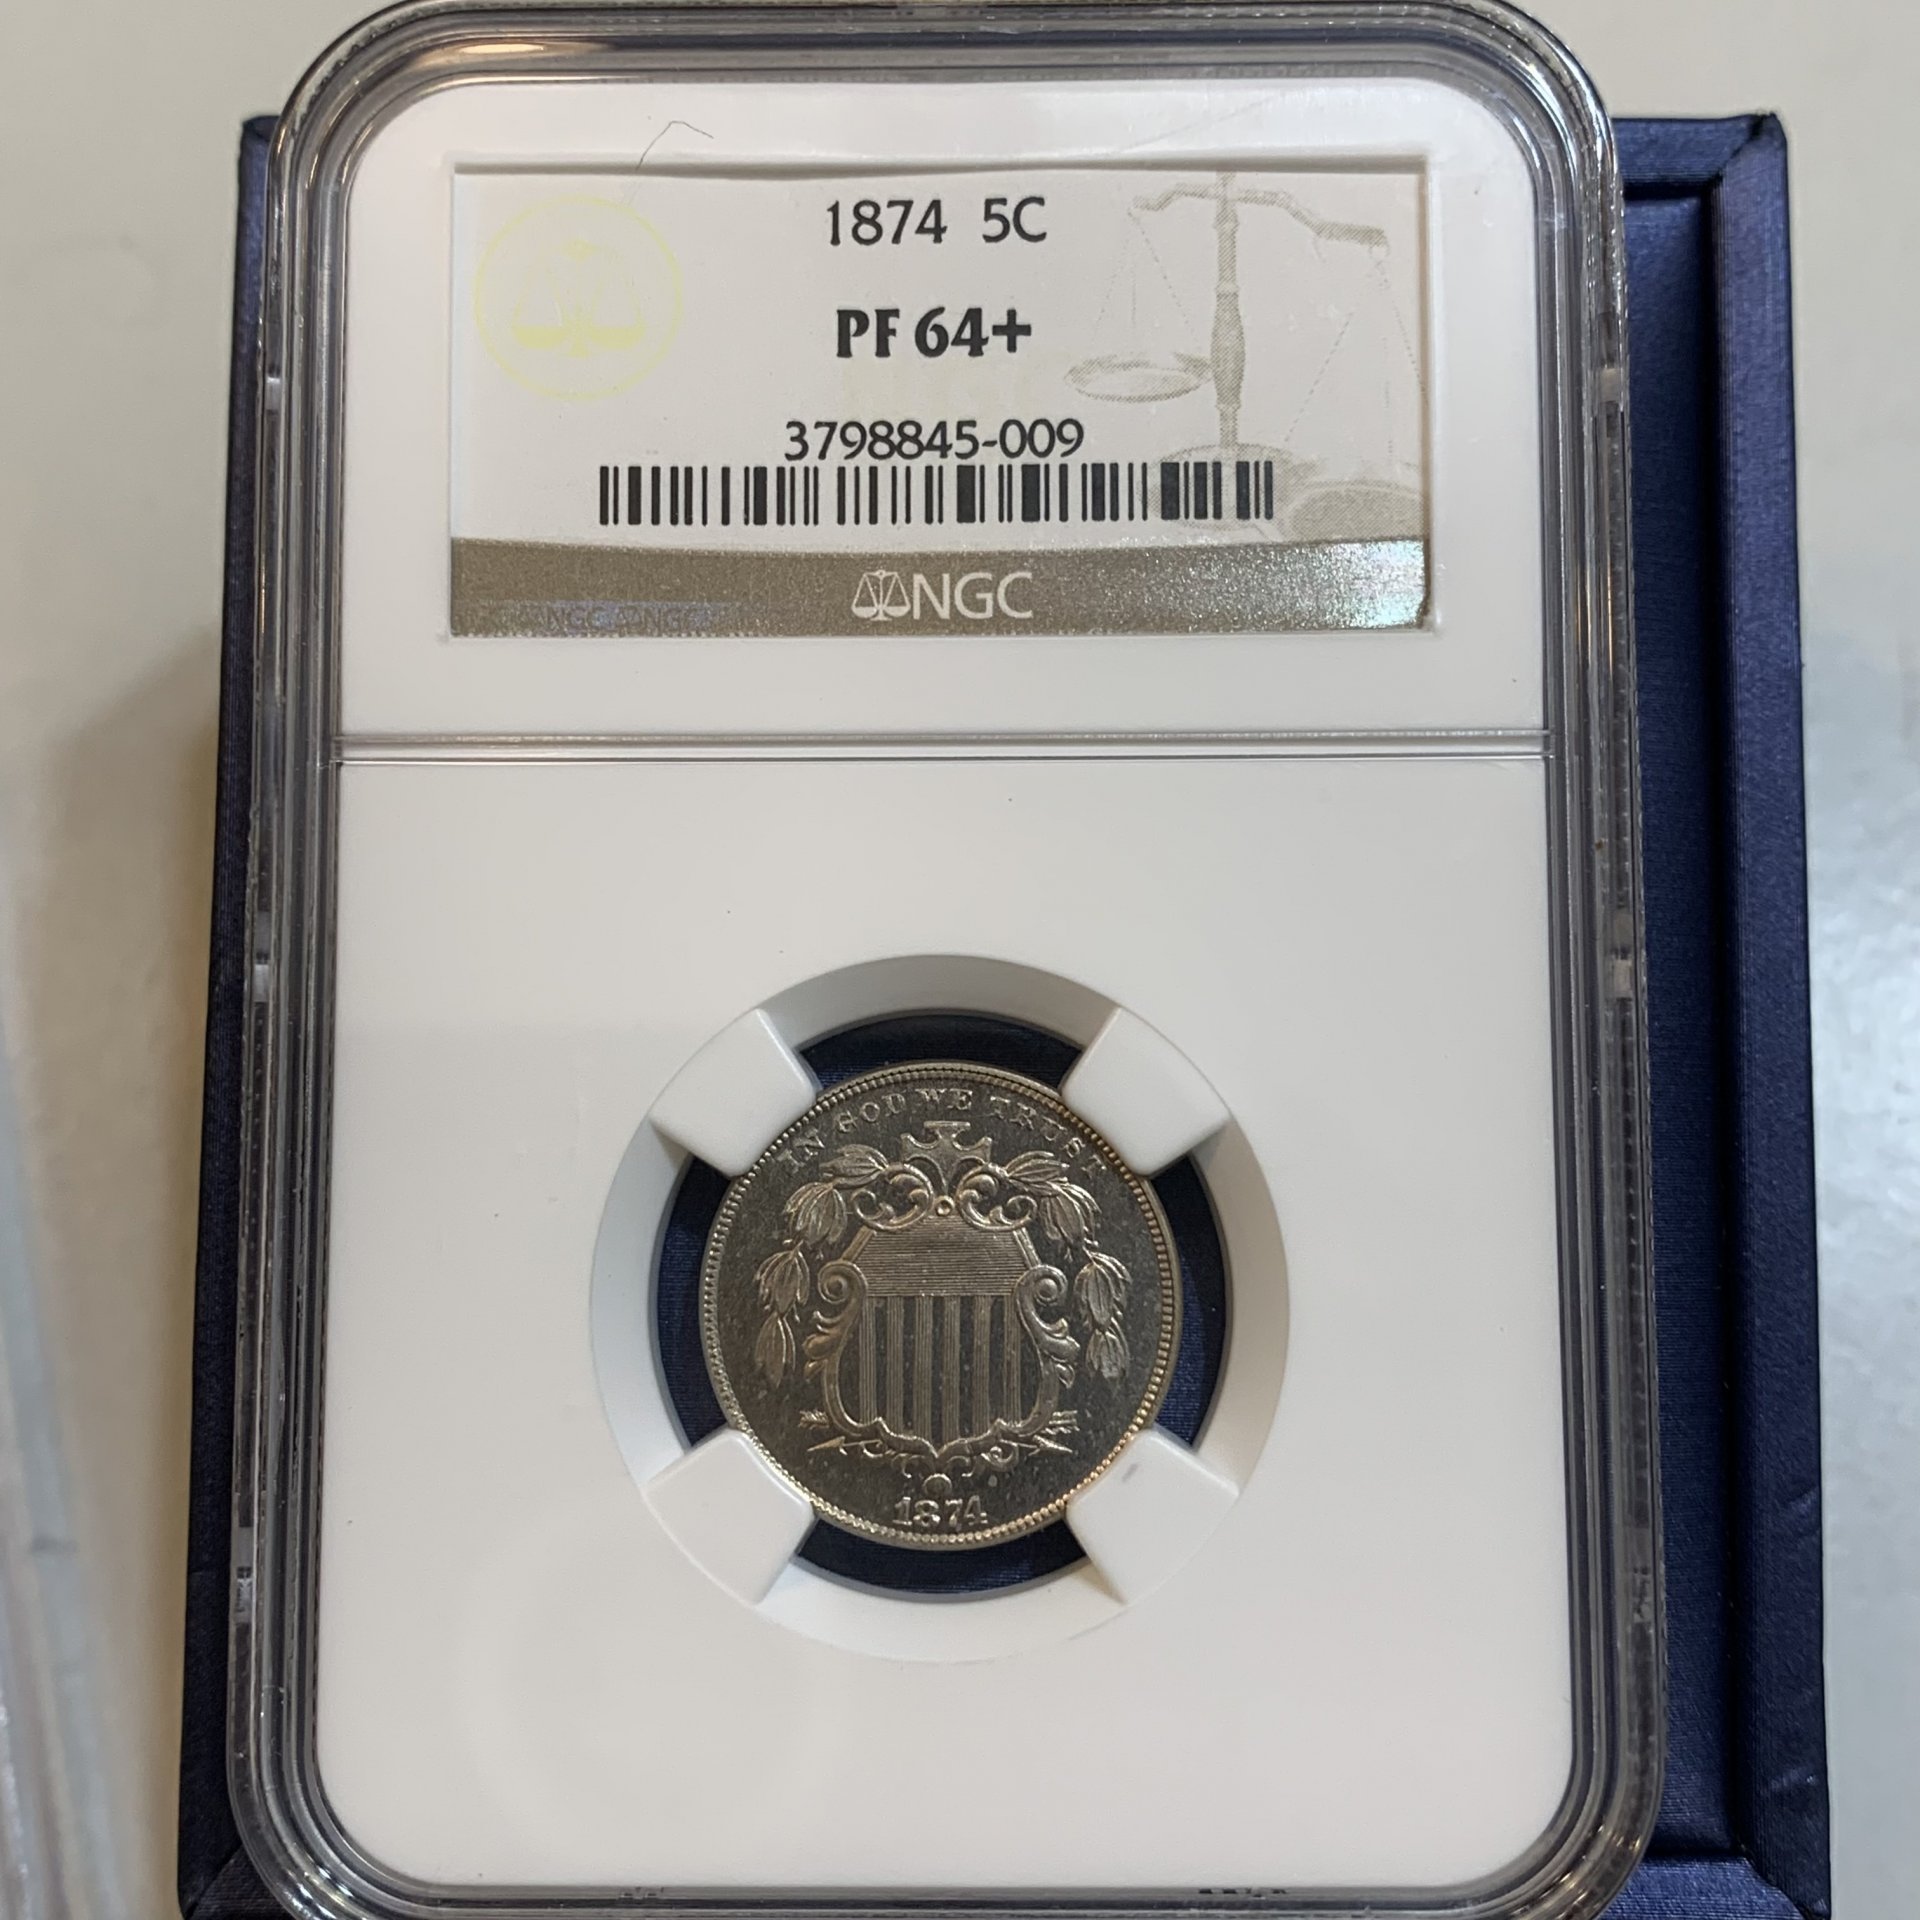 1874 5C
PF 64+
3798845-009
NGC
IN GOD WE TRUST
1874